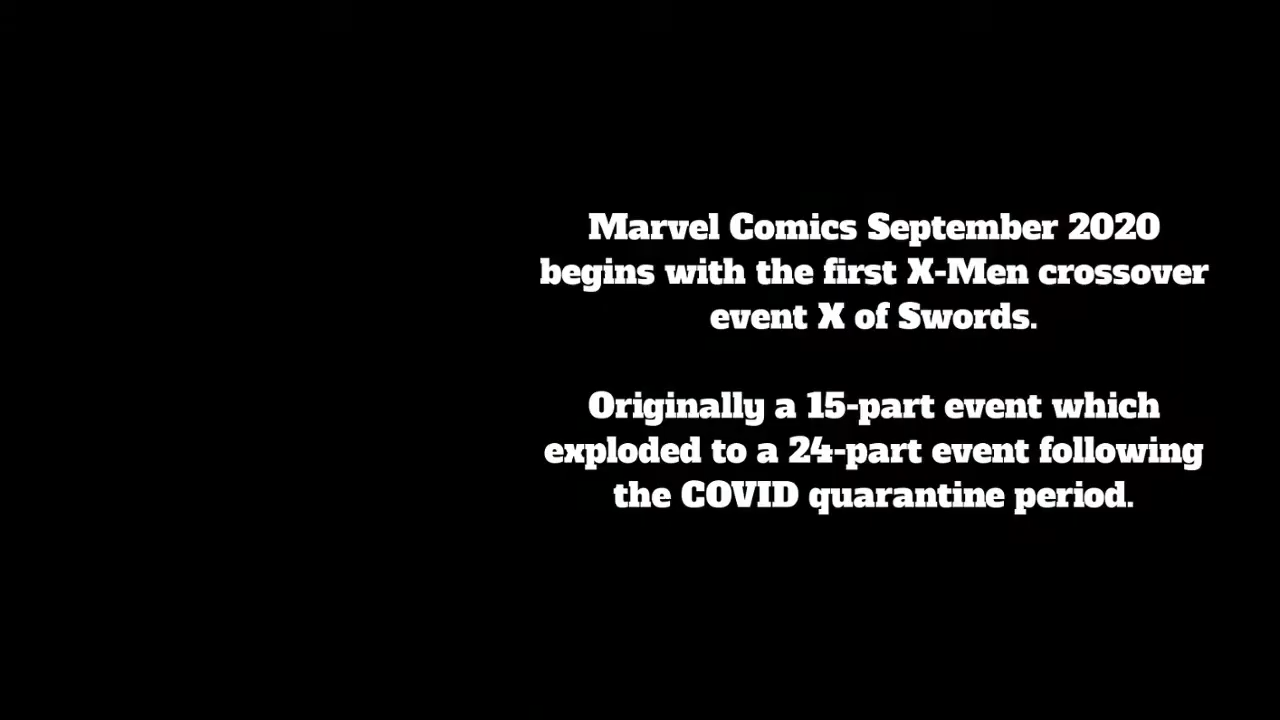 Marvel Comics September 2020
begins with the first X-Men crossover
event X of Swords.
Originally a 15-part event which
exploded to a 24-part event following
the COVID quarantine period.